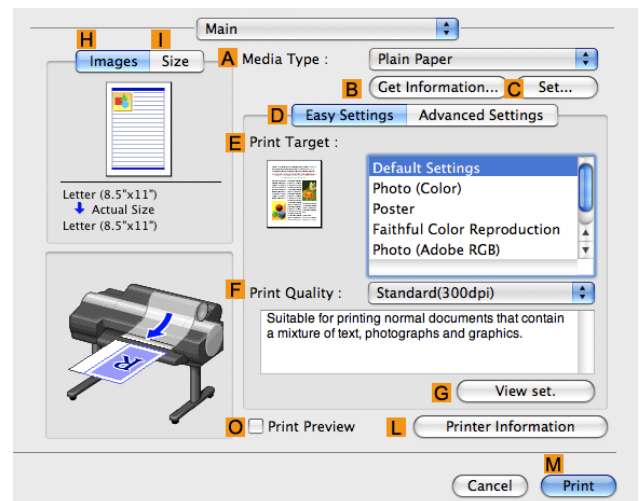 Main
H I
Images Size
A Media Type : Plain Paper
B Get Information... C Set...
D Easy Settings Advanced Settings
E Print Target :
Default Settings
Photo (Color)
Poster
Faithful Color Reproduction
Photo (Adobe RGB)
Letter (8.5"x11")
Actual Size
Letter (8.5"x11")
F Print Quality : Standard(300dpi)
Suitable for printing normal documents that contain
a mixture of text, photographs and graphics.
R
G View set.
O Print Preview L Printer Information
M
Cancel Print